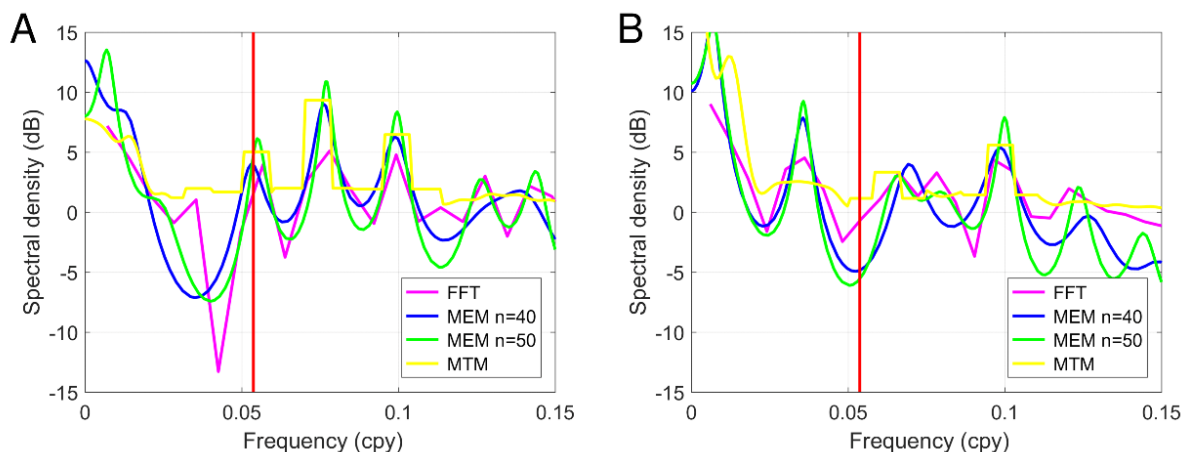 A
15
10
5
0
-5
-10
-15
Spectral density (dB)
0
0.05
0.1
0.15
Frequency (cpy)
FFT
MEM n=40
MEM n=50
MTM
B
15
10
5
0
-5
-10
-15
Spectral density (dB)
0
0.05
0.1
0.15
Frequency (cpy)
FFT
MEM n=40
MEM n=50
MTM